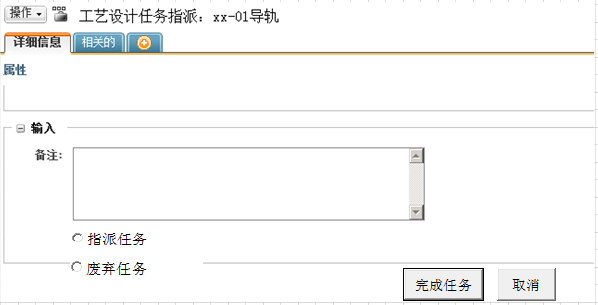 操作 工艺设计任务指派：xx-01导轨
详细信息 相关的
属性
输入
备注:
指派任务
废弃任务
完成任务 取消